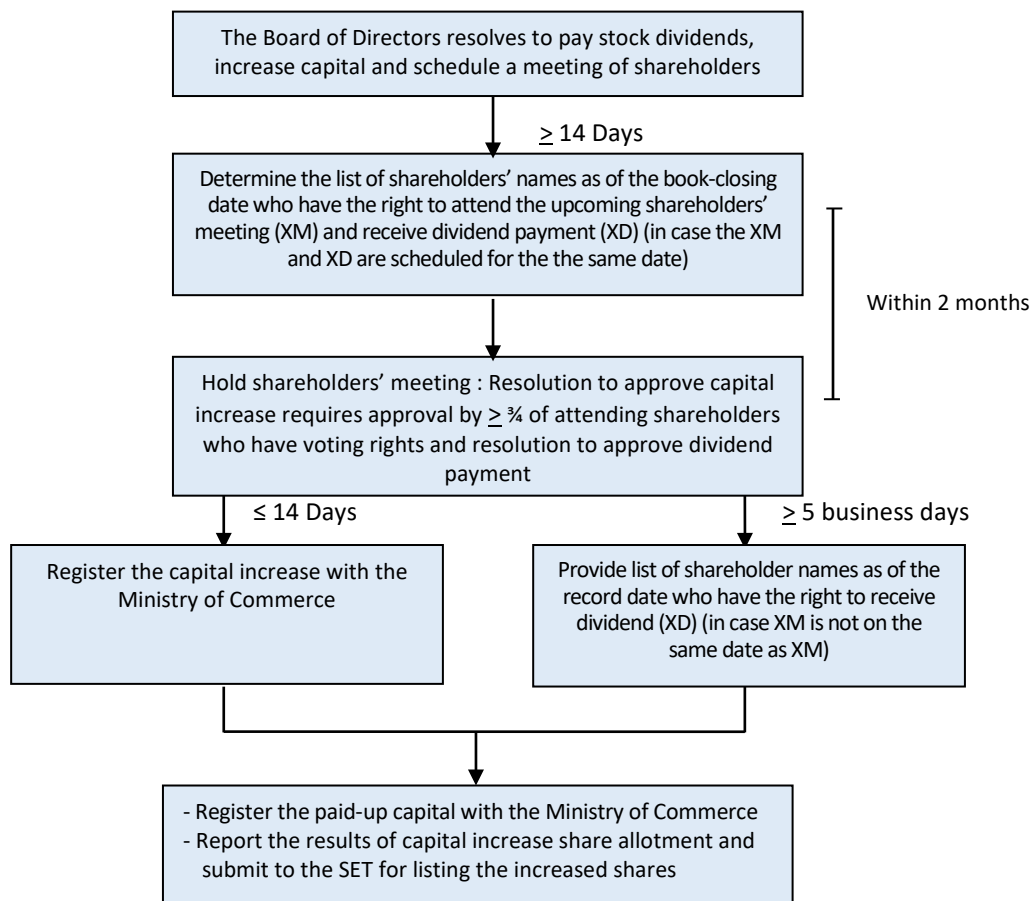 The Board of Directors resolves to pay stock dividends,
increase capital and schedule a meeting of shareholders
≥ 14 Days
Determine the list of shareholders’ names as of the book-closing
date who have the right to attend the upcoming shareholders’
meeting (XM) and receive dividend payment (XD) (in case the XM
and XD are scheduled for the the same date)
Within 2 months
Hold shareholders’ meeting : Resolution to approve capital
increase requires approval by ≥ ¾ of attending shareholders
who have voting rights and resolution to approve dividend
payment
≤ 14 Days
≥ 5 business days
Register the capital increase with the
Ministry of Commerce
Provide list of shareholder names as of the
record date who have the right to receive
dividend (XD) (in case XM is not on the
same date as XM)
- Register the paid-up capital with the Ministry of Commerce
- Report the results of capital increase share allotment and
submit to the SET for listing the increased shares